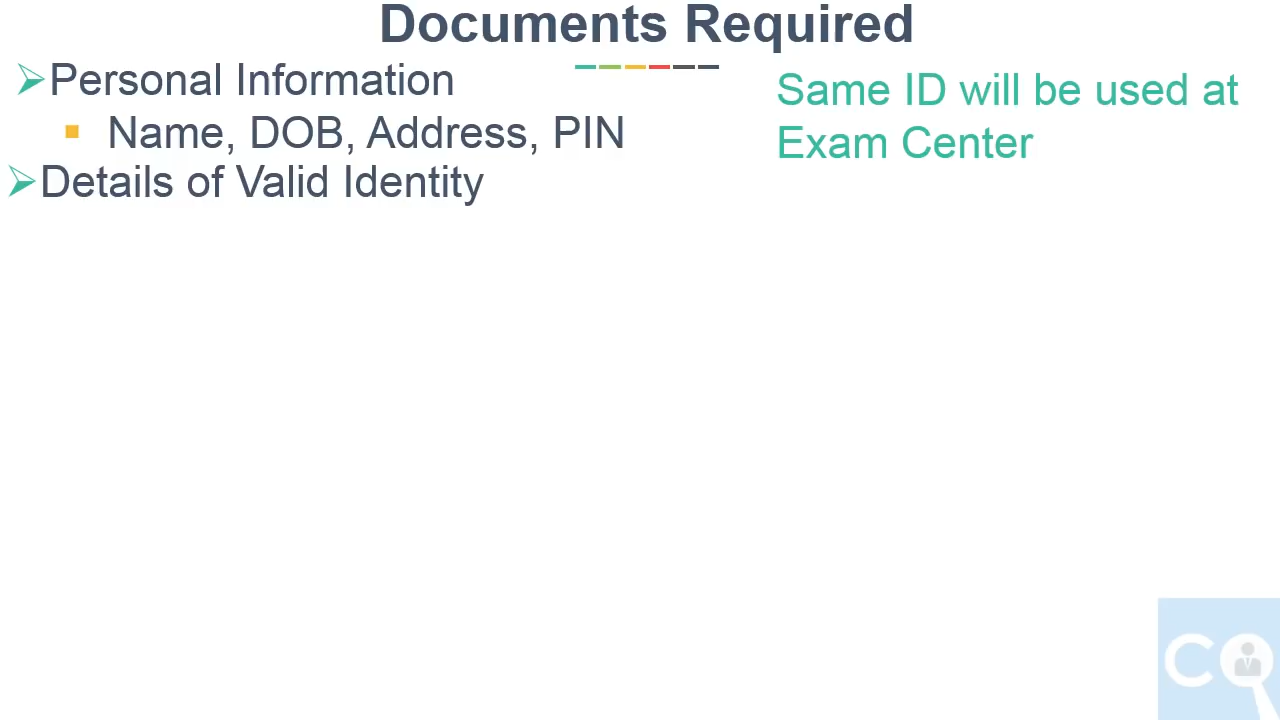 Documents Required
➢Personal Information
▪ Name, DOB, Address, PIN
➢Details of Valid Identity
Same ID will be used at
Exam Center
C